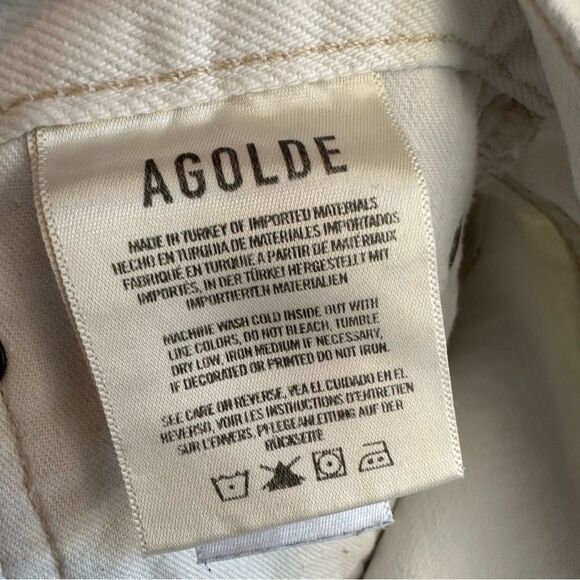 AGOLDE
MADE IN TURKEY OF IMPORTED MATERIALS
HECHO EN TURQUIA DE MATERIALES IMPORTADOS
FABRIQUÉ EN TURQUIE A PARTIR DE MATÉRIAUX
IMPORTÉS, IN DER TÜRKEI HERGESTELLT MIT
IMPORTIERTEN MATERIALIEN
MACHINE WASH COLD INSIDE OUT WITH
LIKE COLORS, DO NOT BLEACH, TUMBLE
DRY LOW, IRON MEDIUM IF NECESSARY,
IF DECORATED OR PRINTED DO NOT IRON.
SEE CARE ON REVERSE, VEA EL CUIDADO EN EL
REVERSO, VOIR LES INSTRUCTIONS D'ENTRETIEN
SUR L'ENVERS, PFLEGEANLEITUNG AUF DER
RÜCKSEITE